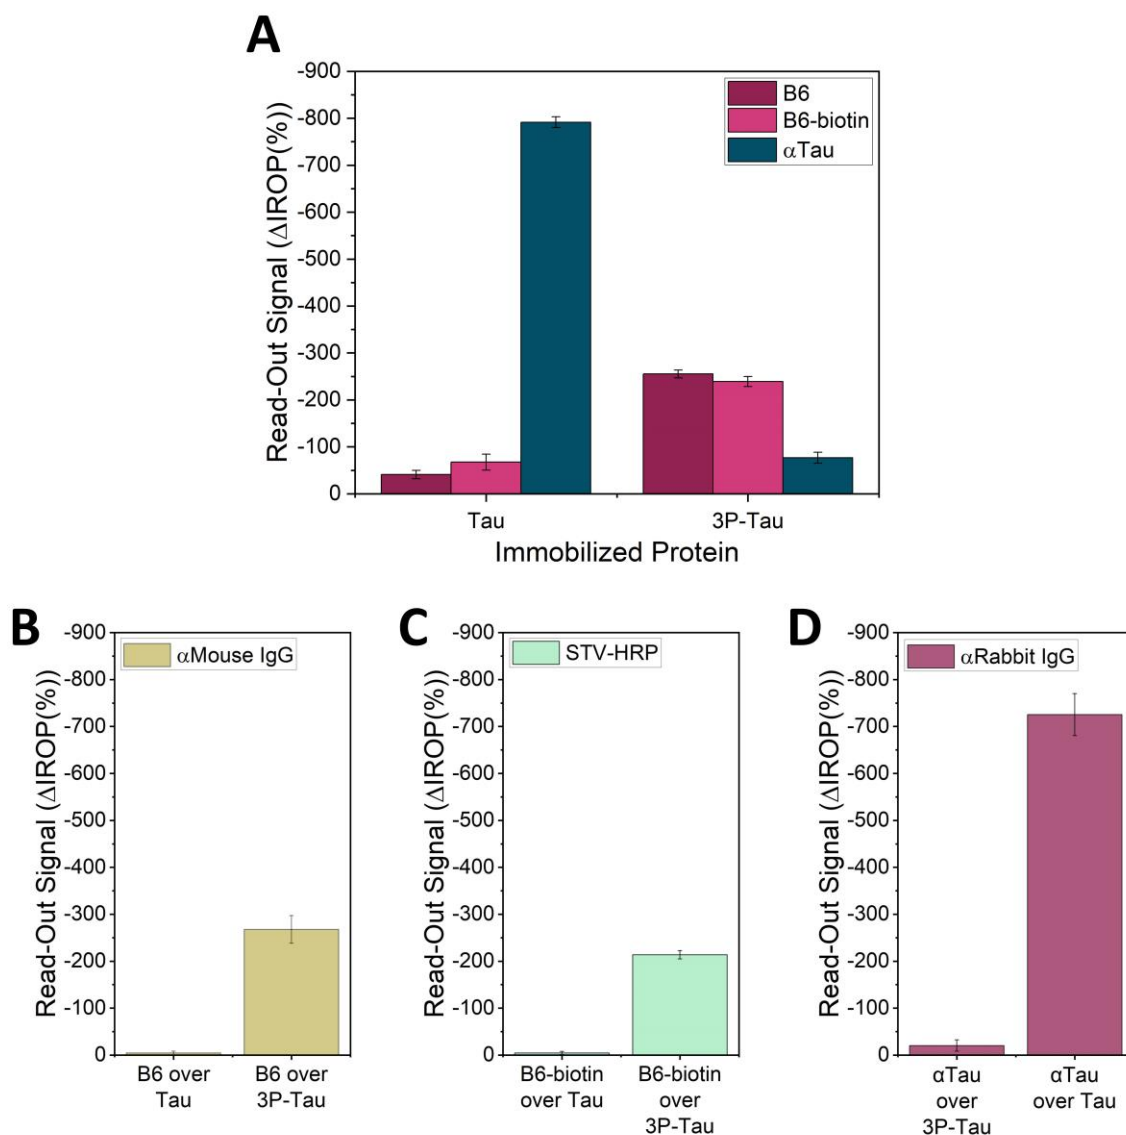 A
Read-Out Signal (ΔIROP(%))
-900
-800
-700
-600
-500
-400
-300
-200
-100
0
B6
B6-biotin
αTau
Tau
3P-Tau
Immobilized Protein
B
Read-Out Signal (ΔIROP(%))
-900
-800
-700
-600
-500
-400
-300
-200
-100
0
αMouse IgG
B6 over
Tau
B6 over
3P-Tau
C
Read-Out Signal (ΔIROP(%))
-900
-800
-700
-600
-500
-400
-300
-200
-100
0
STV-HRP
B6-biotin
over Tau
B6-biotin
over
3P-Tau
D
Read-Out Signal (ΔIROP(%))
-900
-800
-700
-600
-500
-400
-300
-200
-100
0
αRabbit IgG
αTau
over
3P-Tau
αTau
over Tau